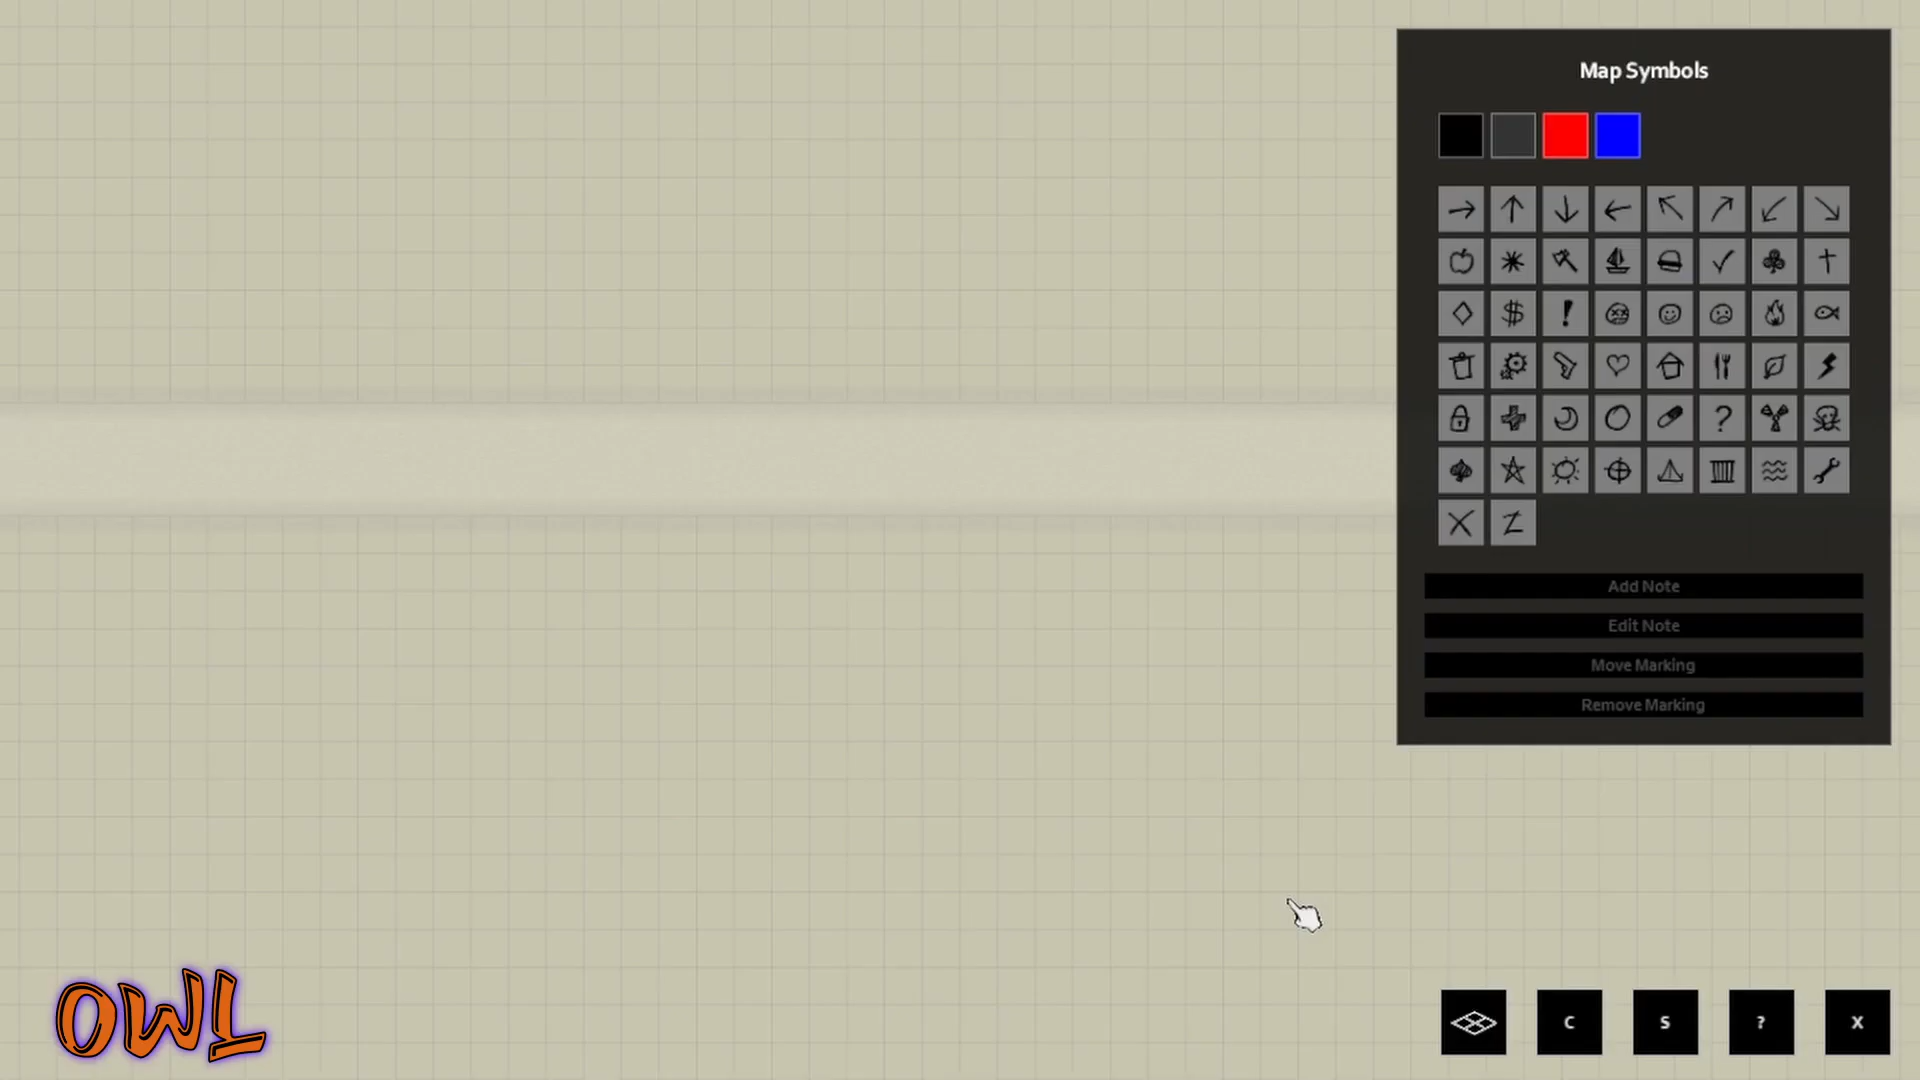 Map Symbols
Add Note
Edit Note
Move Marking
Remove Marking
C
S
?
X
OWL